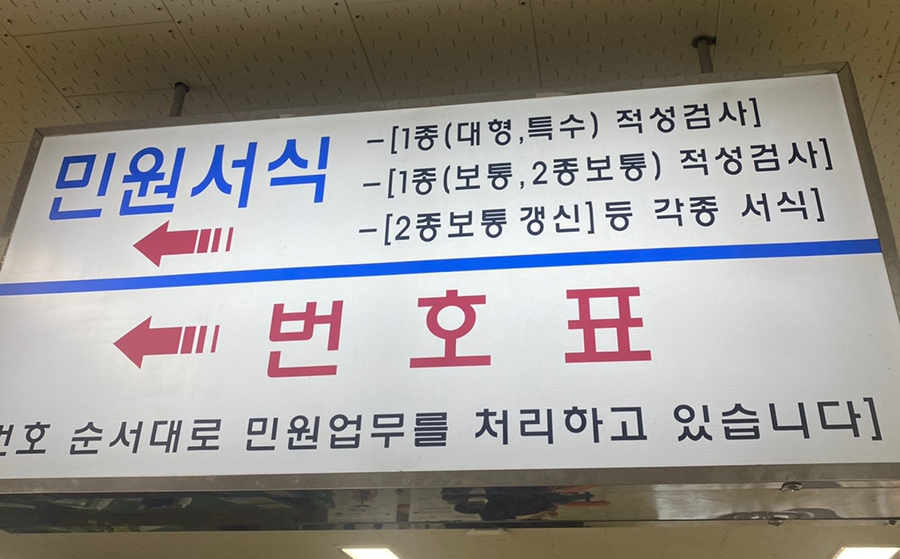 민원서식
-[1종(대형,특수) 적성검사]
-[1종(보통,2종보통) 적성검사]
-[2종보통 갱신]등 각종 서식]
번호표
순서대로 민원업무를 처리하고 있습니다]